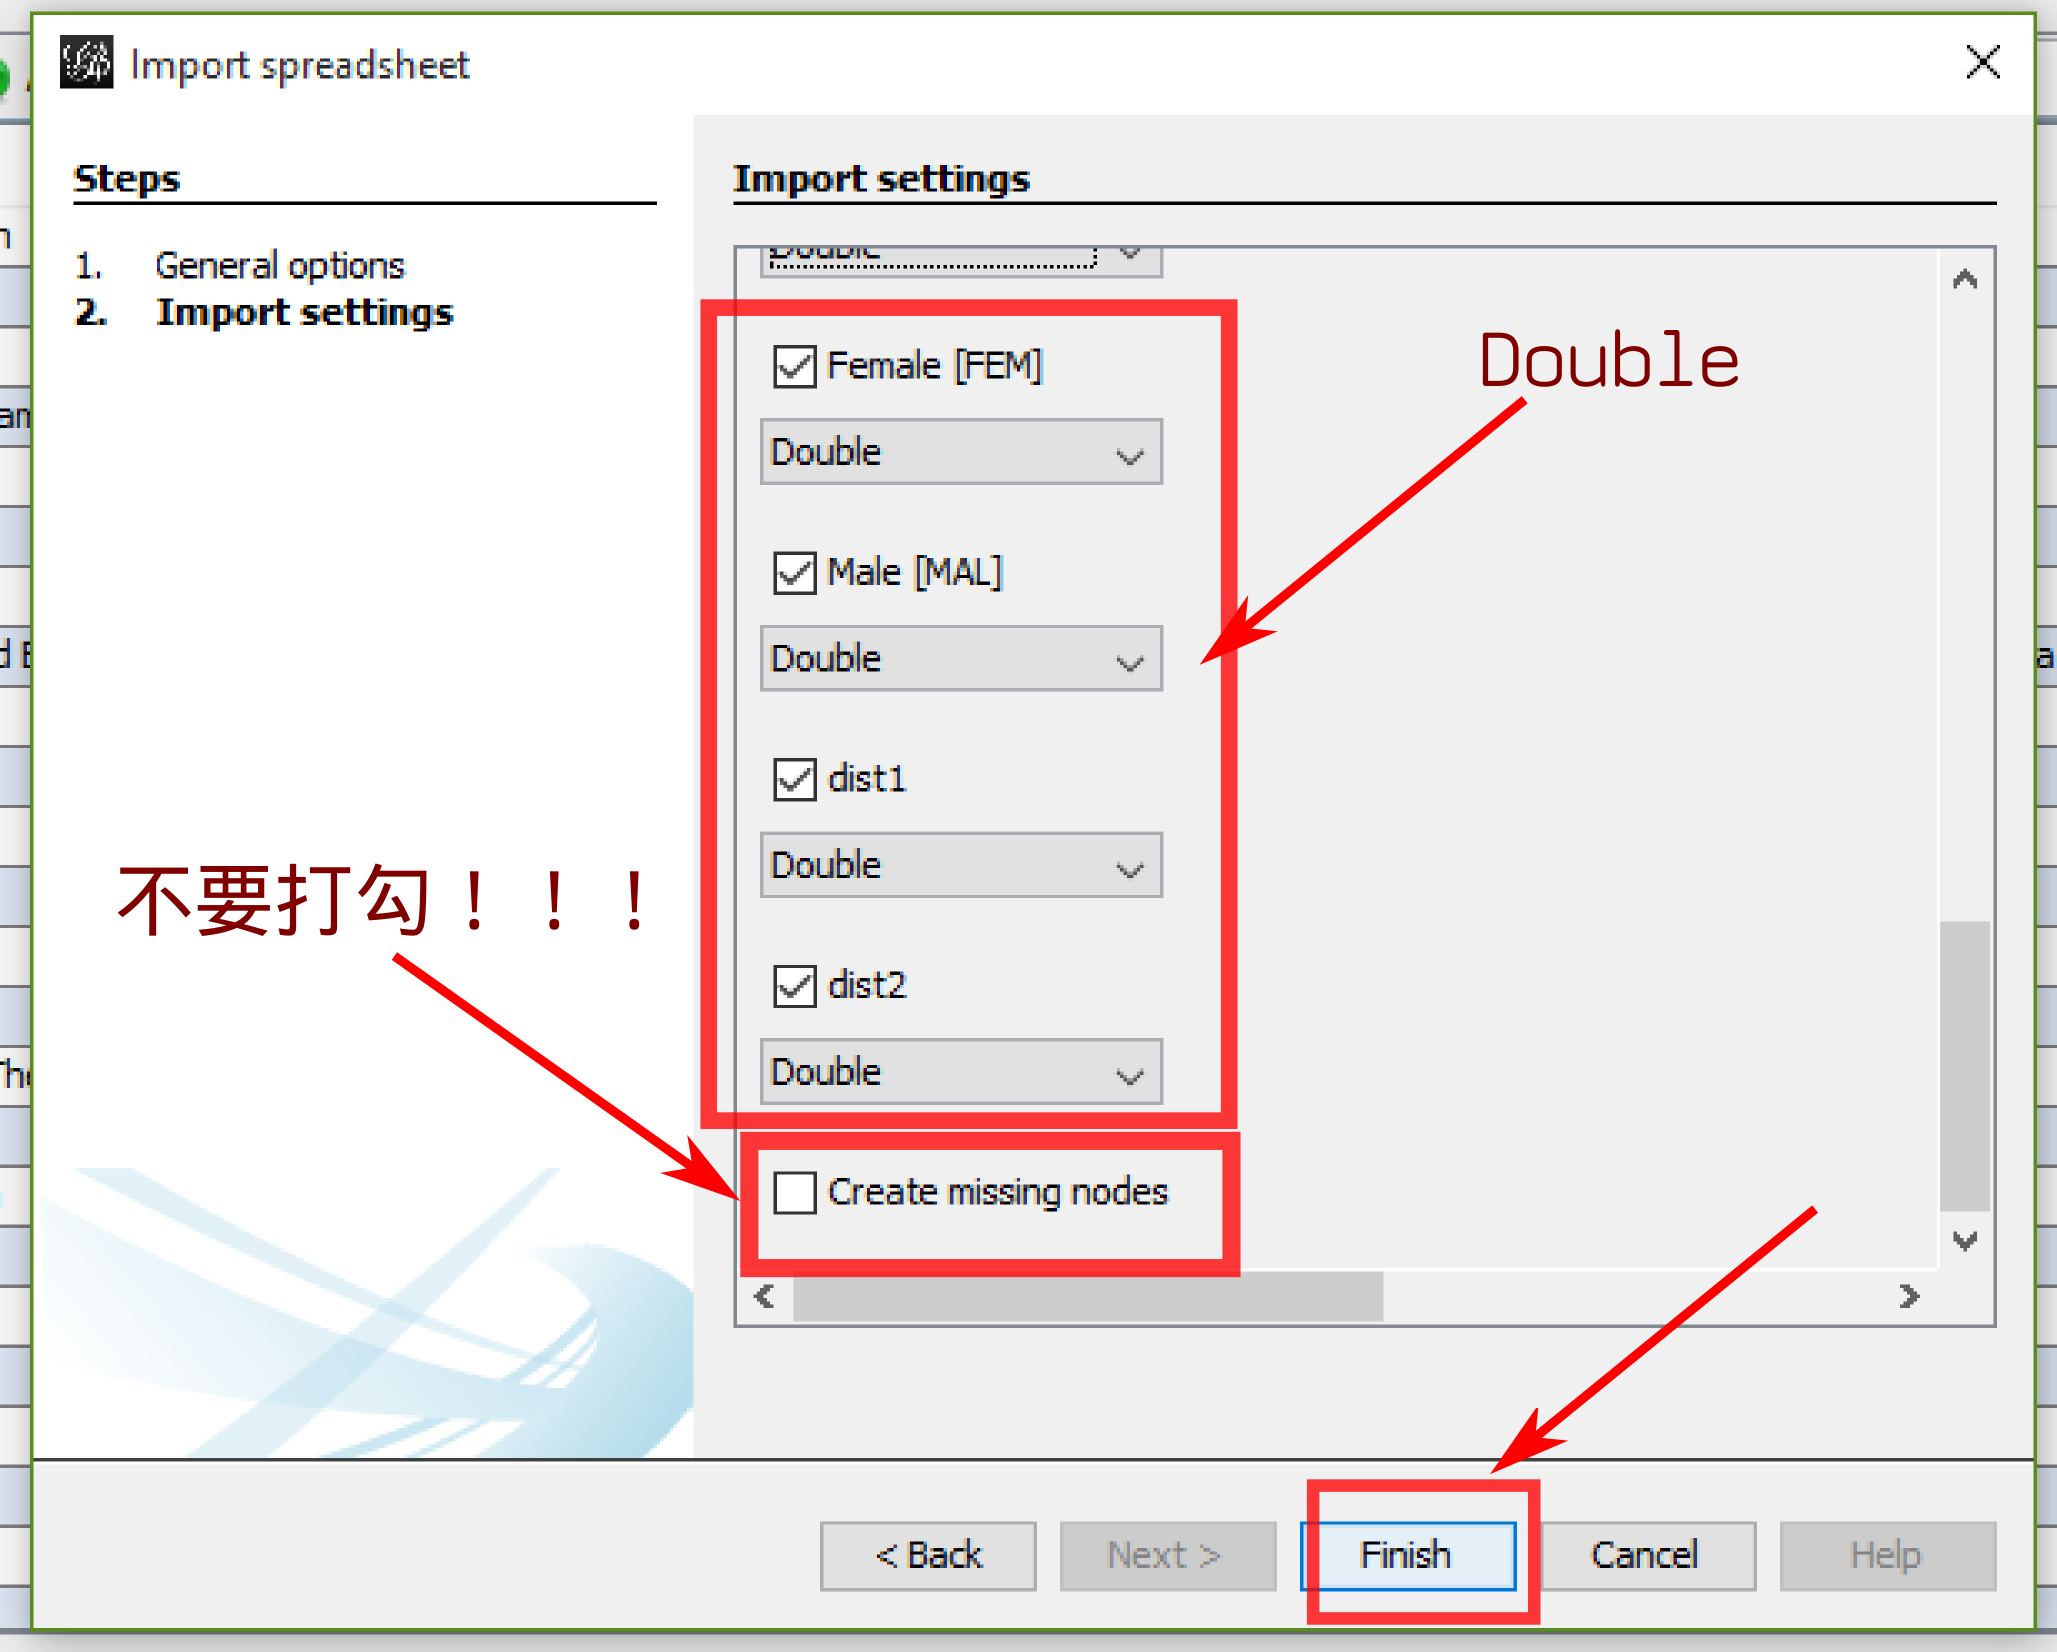 Import spreadsheet
Steps
1. General options
2. Import settings
Import settings
Double
Female [FEM]
Double
Male [MAL]
Double
dist1
Double
dist2
Double
Create missing nodes
Double
不要打勾！！！
< Back
Next >
Finish
Cancel
Help